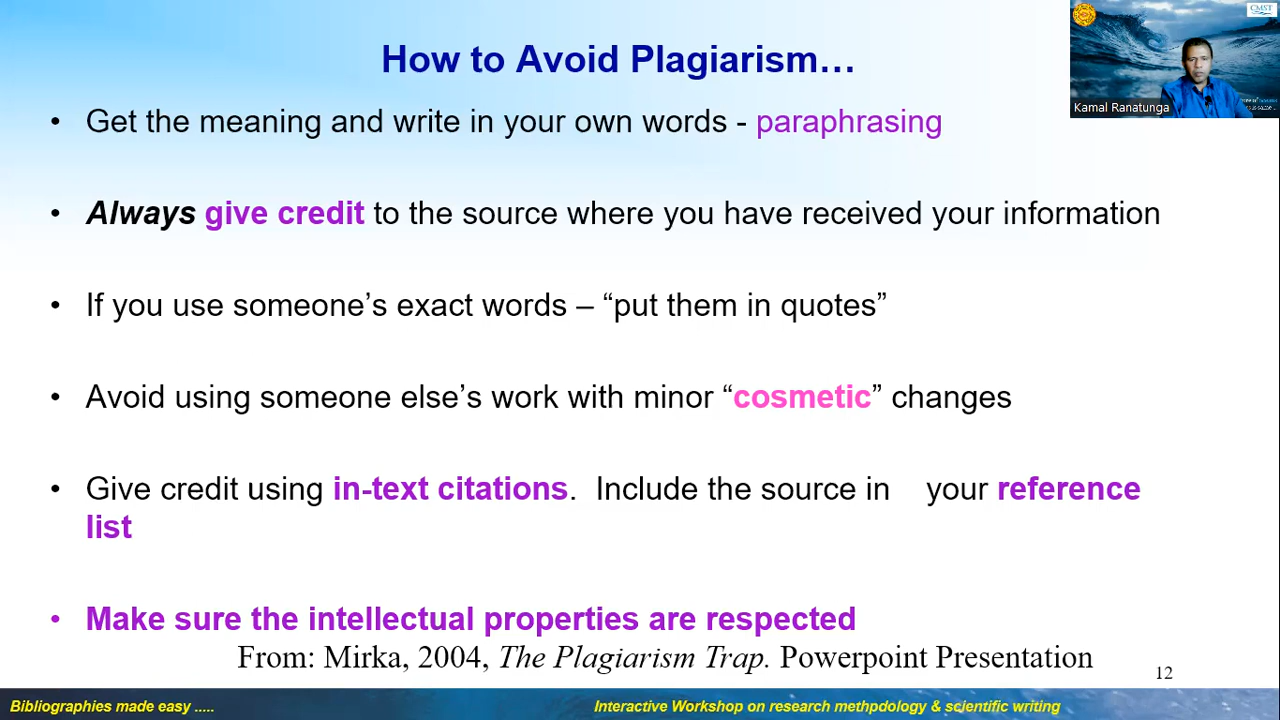 How to Avoid Plagiarism…
CMST
Kamal Ranatunga
• Get the meaning and write in your own words - paraphrasing
• Always give credit to the source where you have received your information
• If you use someone’s exact words – “put them in quotes”
• Avoid using someone else’s work with minor “cosmetic” changes
• Give credit using in-text citations. Include the source in your reference
list
• Make sure the intellectual properties are respected
From: Mirka, 2004, The Plagiarism Trap. Powerpoint Presentation
12
Bibliographies made easy .....
Interactive Workshop on research methpdology & scientific writing